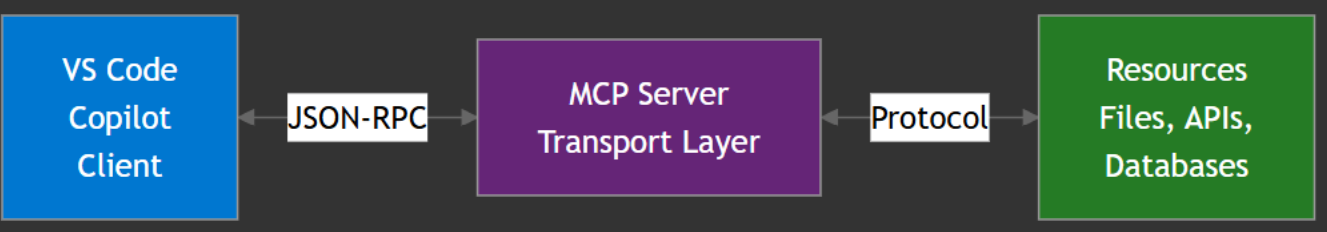 VS Code
Copilot
Client
JSON-RPC
MCP Server
Transport Layer
Protocol
Resources
Files, APIs,
Databases